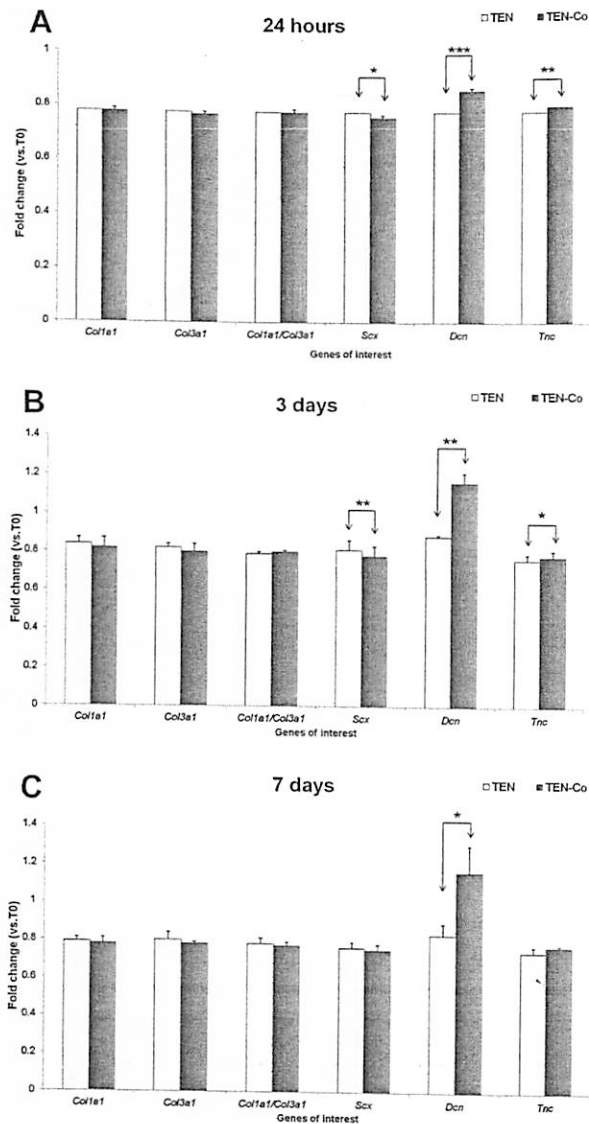 A
24 hours
TEN TEN-Co
Fold change (vs.T0)
1
0.8
0.6
0.4
0.2
0
*
***
**
Col1a1 Col3a1 Col1a1/Col3a1 Scx Dcn Tnc
Genes of interest
B
3 days
TEN TEN-Co
Fold change (vs.T0)
1.4
1.2
1
0.8
0.6
0.4
0.2
0
**
**
*
Col1a1 Col3a1 Col1a1/Col3a1 Scx Dcn Tnc
Genes of interest
C
7 days
TEN TEN-Co
Fold change (vs.T0)
1.4
1.2
1
0.8
0.6
0.4
0.2
0
*
Col1a1 Col3a1 Col1a1/Col3a1 Scx Dcn Tnc
Genes of interest